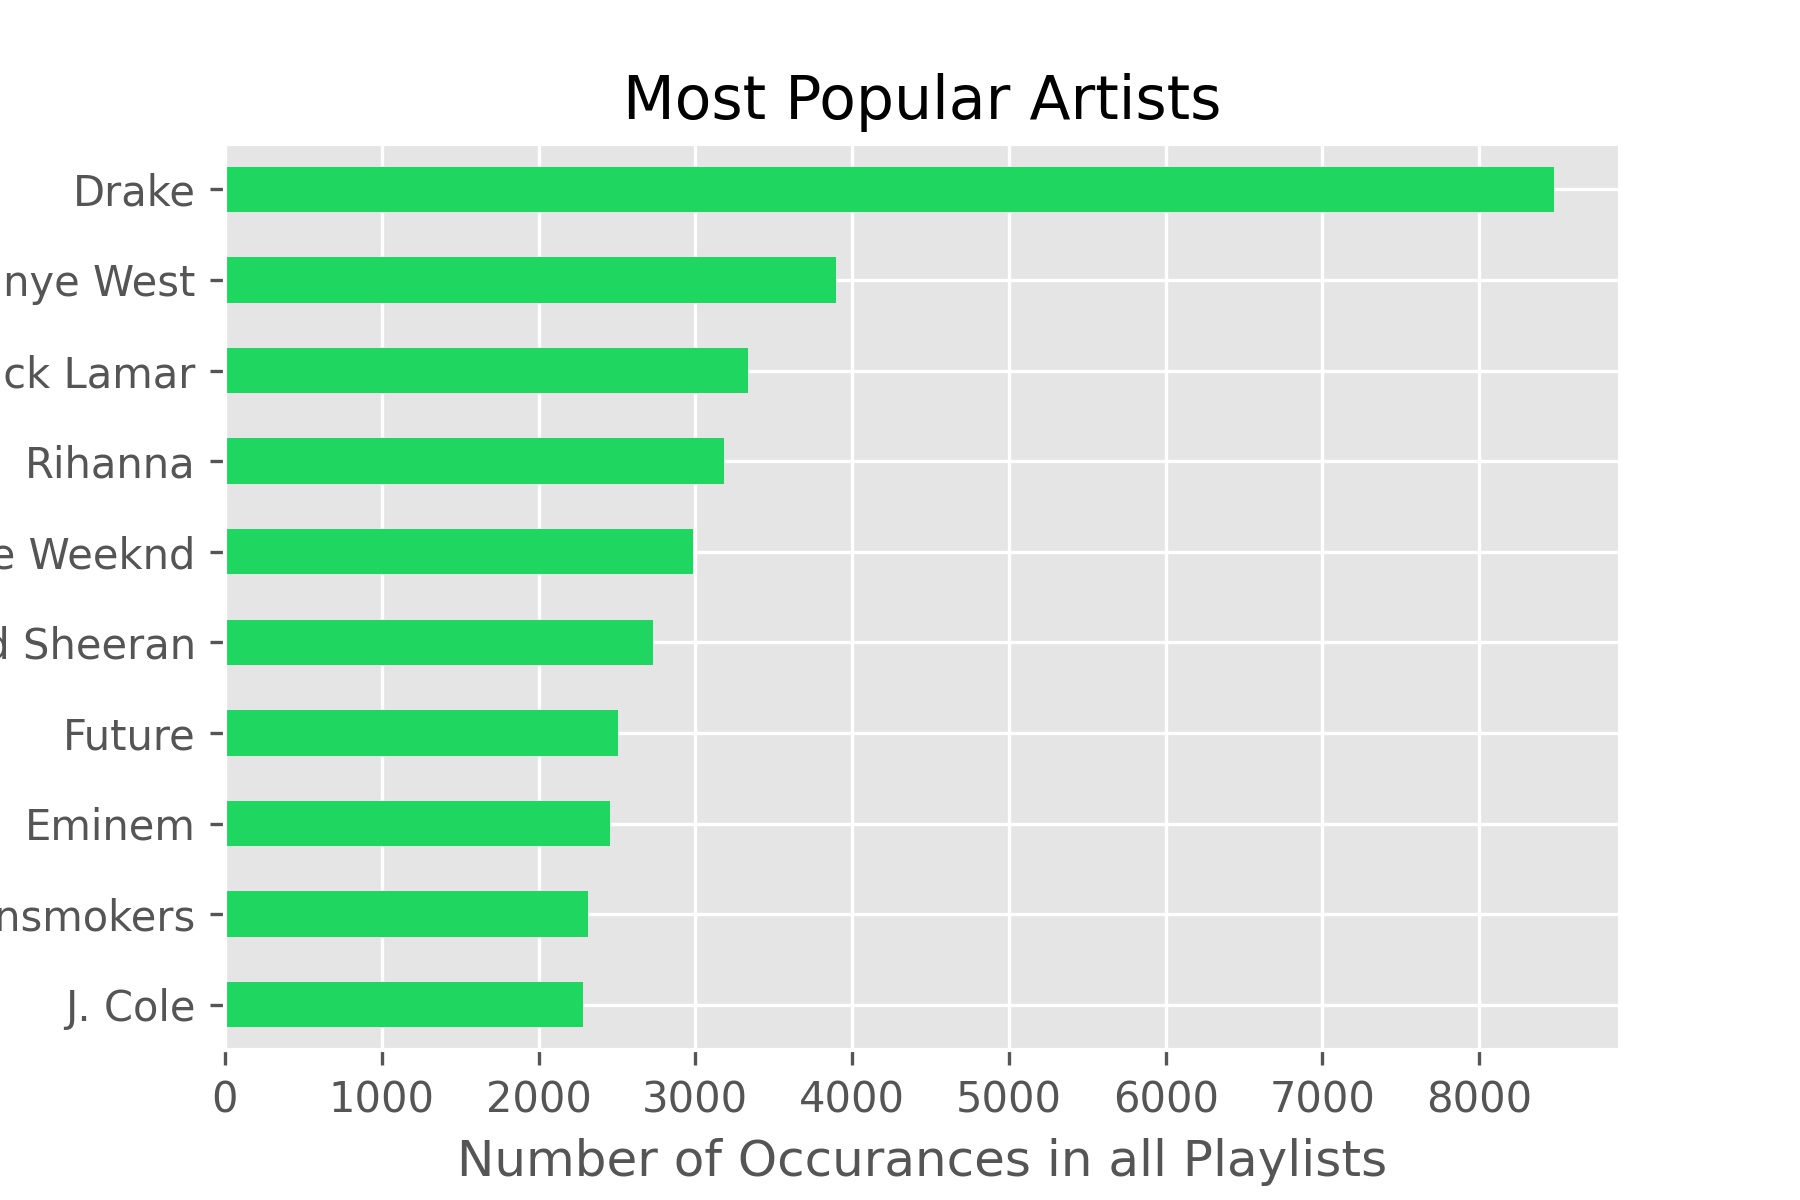 Most Popular Artists
Drake
nye West
ck Lamar
Rihanna
e Weeknd
d Sheeran
Future
Eminem
nsmokers
J. Cole
0 1000 2000 3000 4000 5000 6000 7000 8000
Number of Occurances in all Playlists